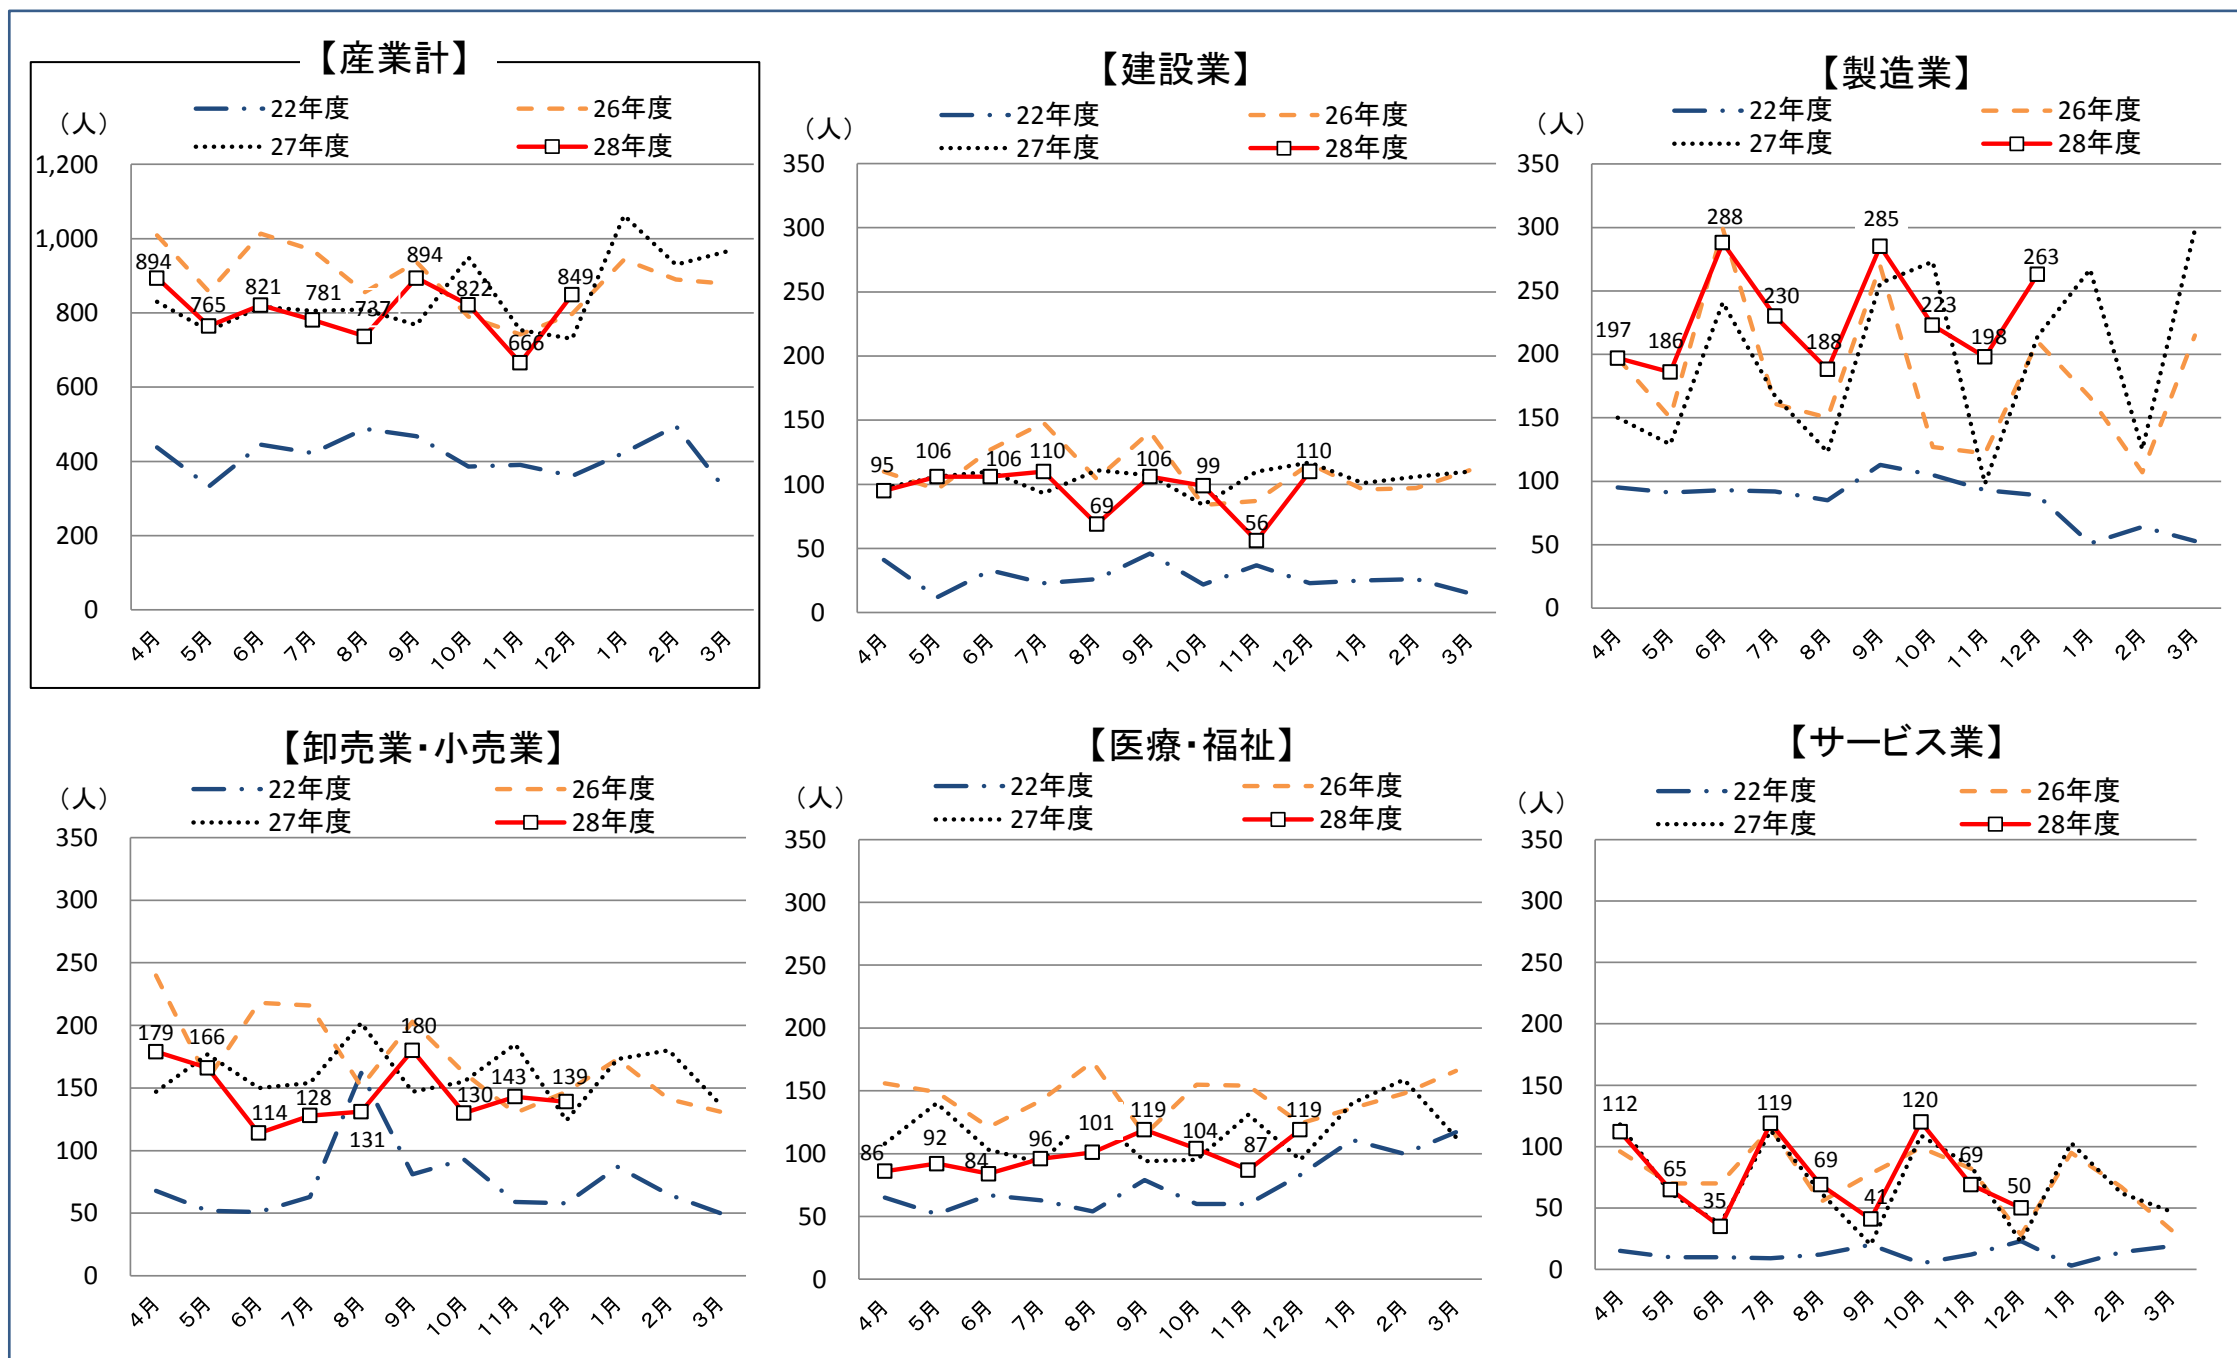 【産業計】
（人）
22年度 26年度
27年度 28年度
1,200
1,000
800
600
400
200
0
894 765 821 781 737 894 822 666 849
4月 5月 6月 7月 8月 9月 10月 11月 12月 1月 2月 3月
【建設業】
（人）
22年度 26年度
27年度 28年度
350
300
250
200
150
100
50
0
95 106 106 110 69 106 99 56 110
4月 5月 6月 7月 8月 9月 10月 11月 12月 1月 2月 3月
【製造業】
（人）
22年度 26年度
27年度 28年度
350
300
250
200
150
100
50
0
197 186 288 230 188 285 223 198 263
4月 5月 6月 7月 8月 9月 10月 11月 12月 1月 2月 3月
【卸売業・小売業】
（人）
22年度 26年度
27年度 28年度
350
300
250
200
150
100
50
0
179 166 114 128 131 180 130 143 139
4月 5月 6月 7月 8月 9月 10月 11月 12月 1月 2月 3月
【医療・福祉】
（人）
22年度 26年度
27年度 28年度
350
300
250
200
150
100
50
0
86 92 84 96 101 119 104 87 119
4月 5月 6月 7月 8月 9月 10月 11月 12月 1月 2月 3月
【サービス業】
（人）
22年度 26年度
27年度 28年度
350
300
250
200
150
100
50
0
112 65 35 119 69 41 120 69 50
4月 5月 6月 7月 8月 9月 10月 11月 12月 1月 2月 3月